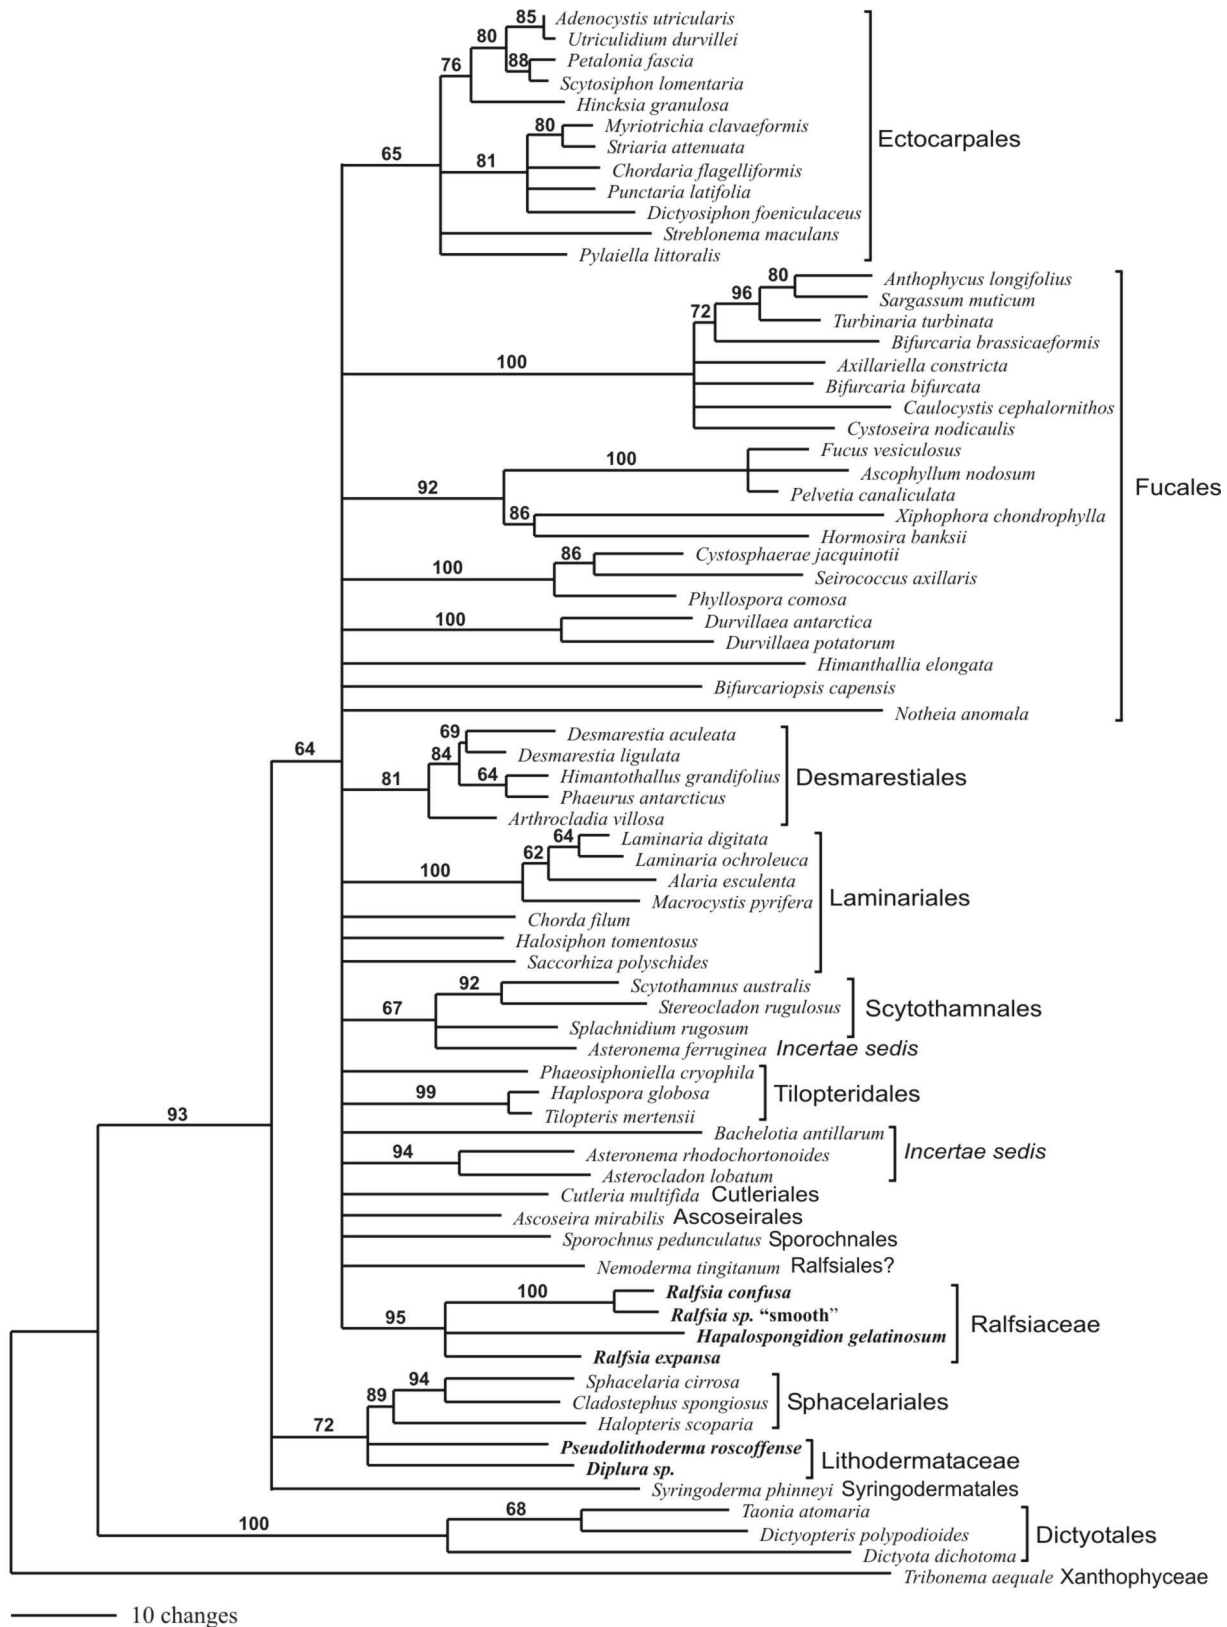 85 Adenocystis utricularis
80 Utriculidium durvillei
88 Petalonia fascia
76 Scytosiphon lomentaria
Hincksia granulosa
80 Myriotrichia clavaeformis
Ectocarpales
Striaria attenuata
65 81 Chordaria flagelliformis
Punctaria latifolia
Dictyosiphon foeniculaceus
Streblonema maculans
Pylaiella littoralis
80 Anthophycus longifolius
96 Sargassum muticum
72 Turbinaria turbinata
Bifurcaria brassicaeformis
100 Axillariella constricta
Bifurcaria bifurcata
Caulocystis cephalornithos
Cystoseira nodicaulis
Fucus vesiculosus
100 Ascophyllum nodosum
Fucales
92 Pelvetia canaliculata
86 Xiphophora chondrophylla
Hormosira banksii
86 Cystosphaerae jacquinotii
100 Seirococcus axillaris
Phyllospora comosa
100 Durvillaea antarctica
Durvillaea potatorum
Himanthallia elongata
Bifurcariopsis capensis
Notheia anomala
69 Desmarestia aculeata
64 84 Desmarestia ligulata
81 64 Himantothallus grandifolius
Desmarestiales
Phaeurus antarcticus
Arthrocladia villosa
64 Laminaria digitata
62 Laminaria ochroleuca
100 Alaria esculenta
Macrocystis pyrifera
Laminariales
Chorda filum
Halosiphon tomentosus
Saccorhiza polyschides
92 Scytothamnus australis
Stereocladon rugulosus
Scytothamnales
67 Splachnidium rugosum
Asteronema ferruginea Incertae sedis
Phaeosiphoniella cryophila
99 Haplospora globosa
Tilopteridales
Tilopteris mertensii
93 Bachelotia antillarum
94 Asteronema rhodochortonoides
Incertae sedis
Asterocladon lobatum
Cutleria multifida Cutleriales
Ascoseira mirabilis Ascoseirales
Sporochnus pedunculatus Sporochnales
Nemoderma tingitanum Ralfsiales?
100 Ralfsia confusa
95 Ralfsia sp. “smooth”
Ralfsiaceae
Hapalospongidion gelatinosum
Ralfsia expansa
94 Sphacelaria cirrosa
89 Cladostephus spongiosus
Sphacelariales
72 Halopteris scoparia
Pseudolithoderma roscoffense
Lithodermataceae
Diplura sp.
Syringoderma phinneyi Syringodermatales
68 Taonia atomaria
100 Dictyopteris polypodioides
Dictyotales
Dictyota dichotoma
Tribonema aequale Xanthophyceae
10 changes